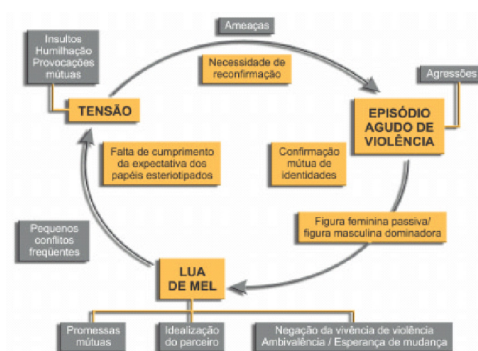 Ameaças
Insultos
Humilhação
Provocações
mútuas
Necessidade de
reconfirmação
Agressões
TENSÃO
EPISÓDIO
AGUDO DE
VIOLÊNCIA
Falta de cumprimento
da expectativa dos
papéis esteriotipados
Confirmação
mútua de
identidades
Pequenos
conflitos
freqüentes
Figura feminina passiva/
figura masculina dominadora
LUA
DE MEL
Promessas
mútuas
Idealização
do parceiro
Negação da vivência de violência
Ambivalência / Esperança de mudança